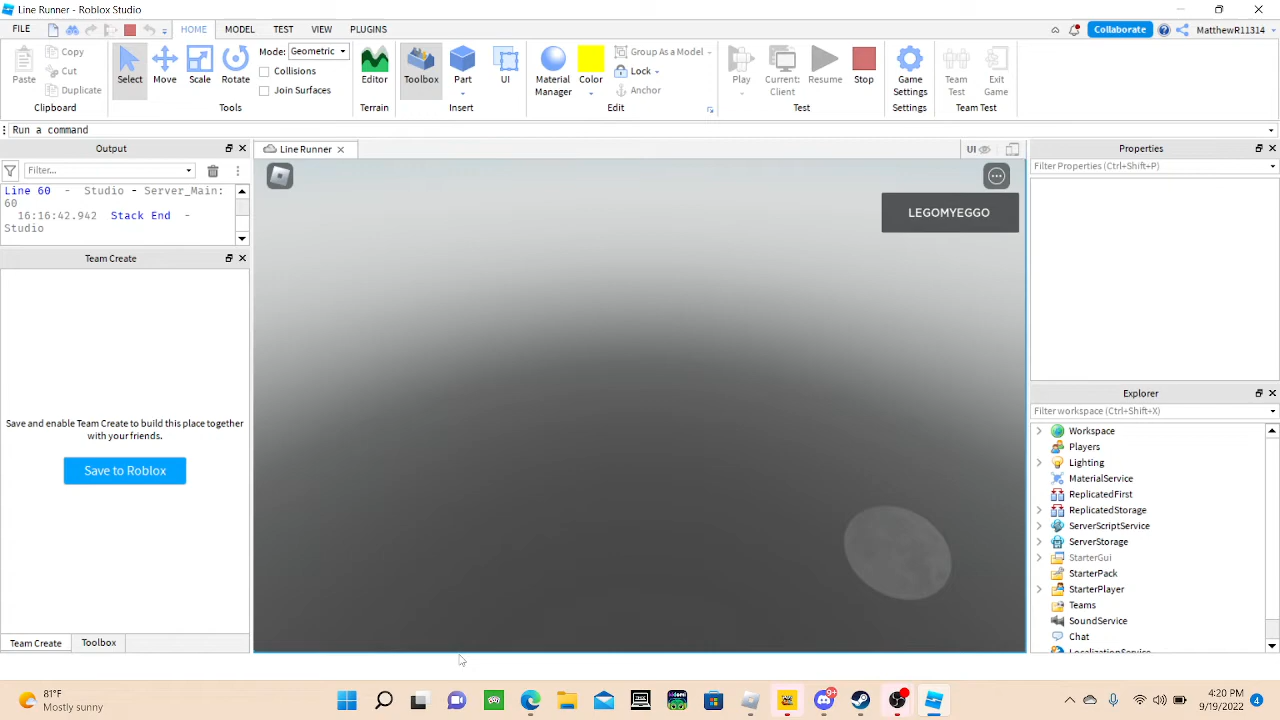 Line Runner - Roblox Studio
FILE HOME MODEL TEST VIEW PLUGINS Collaborate MatthewR11314
Paste Copy Cut Duplicate Clipboard
Select Move Scale Rotate Mode: Geometric Collisions Join Surfaces Tools
Editor Terrain
Toolbox Part UI Insert
Material Manager Color Group As a Model Lock Anchor Edit
Play Current: Client Resume Stop Test
Game Settings Settings
Team Test Exit Game Team Test
Run a command
Output
Filter...
Line 60 - Studio - Server_Main:
60
16:16:42.942 Stack End -
Studio
Team Create
Save and enable Team Create to build this place together
with your friends.
Save to Roblox
Team Create Toolbox
Line Runner UI
LEGOMYEGGO
Properties
Filter Properties (Ctrl+Shift+P)
Explorer
Filter workspace (Ctrl+Shift+X)
Workspace
Players
Lighting
MaterialService
ReplicatedFirst
ReplicatedStorage
ServerScriptService
ServerStorage
StarterGui
StarterPack
StarterPlayer
Teams
SoundService
Chat
LocalizationService
81°F
Mostly sunny
4:20 PM
9/19/2022
4